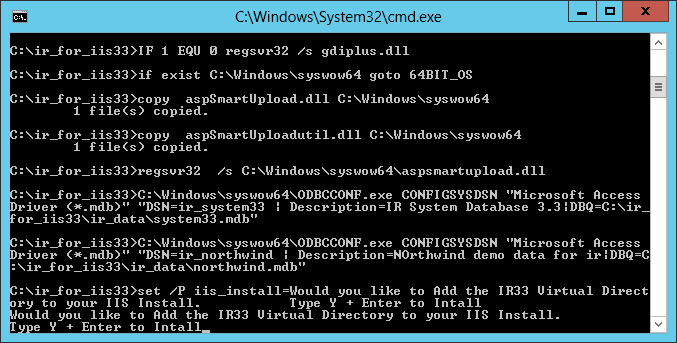 C:\Windows\System32\cmd.exe
C:\ir_for_iis33>IF 1 EQU 0 regsvr32 /s gdiplus.dll
C:\ir_for_iis33>if exist C:\Windows\syswow64 goto 64BIT_OS
C:\ir_for_iis33>copy  aspSmartUpload.dll C:\Windows\syswow64
        1 file(s) copied.
C:\ir_for_iis33>copy  aspSmartUploadutil.dll C:\Windows\syswow64
        1 file(s) copied.
C:\ir_for_iis33>regsvr32  /s C:\Windows\syswow64\aspsmartupload.dll
C:\ir_for_iis33>C:\Windows\syswow64\ODBCCONF.exe CONFIGSYSDSN "Microsoft Access
Driver (*.mdb)" "DSN=ir_system33 | Description=IR System Database 3.3|DBQ=C:\ir_
for_iis33\ir_data\system33.mdb"
C:\ir_for_iis33>C:\Windows\syswow64\ODBCCONF.exe CONFIGSYSDSN "Microsoft Access
Driver (*.mdb)" "DSN=ir_northwind | Description=NOrthwind demo data for ir|DBQ=C
:\ir_for_iis33\ir_data\northwind.mdb"
C:\ir_for_iis33>set /P iis_install=Would you like to Add the IR33 Virtual Direct
ory to your IIS Install.           Type Y + Enter to Intall
Would you like to Add the IR33 Virtual Directory to your IIS Install.
Type Y + Enter to Intall_